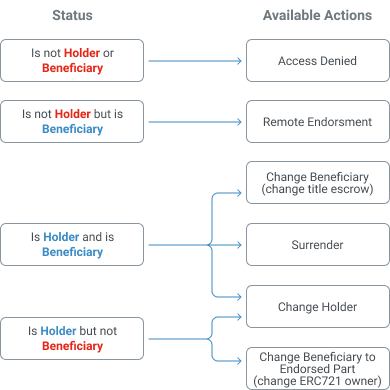 Status
Available Actions
Is not Holder or
Beneficiary
Access Denied
Is not Holder but is
Beneficiary
Remote Endorsment
Change Beneficiary
(change title escrow)
Is Holder and is
Beneficiary
Surrender
Change Holder
Is Holder but not
Beneficiary
Change Beneficiary to
Endorsed Part
(change ERC721 owner)